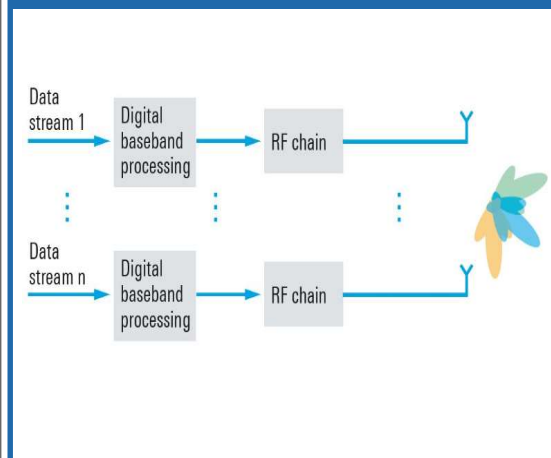 Data
stream 1
Digital
baseband
processing
RF chain
Data
stream n
Digital
baseband
processing
RF chain